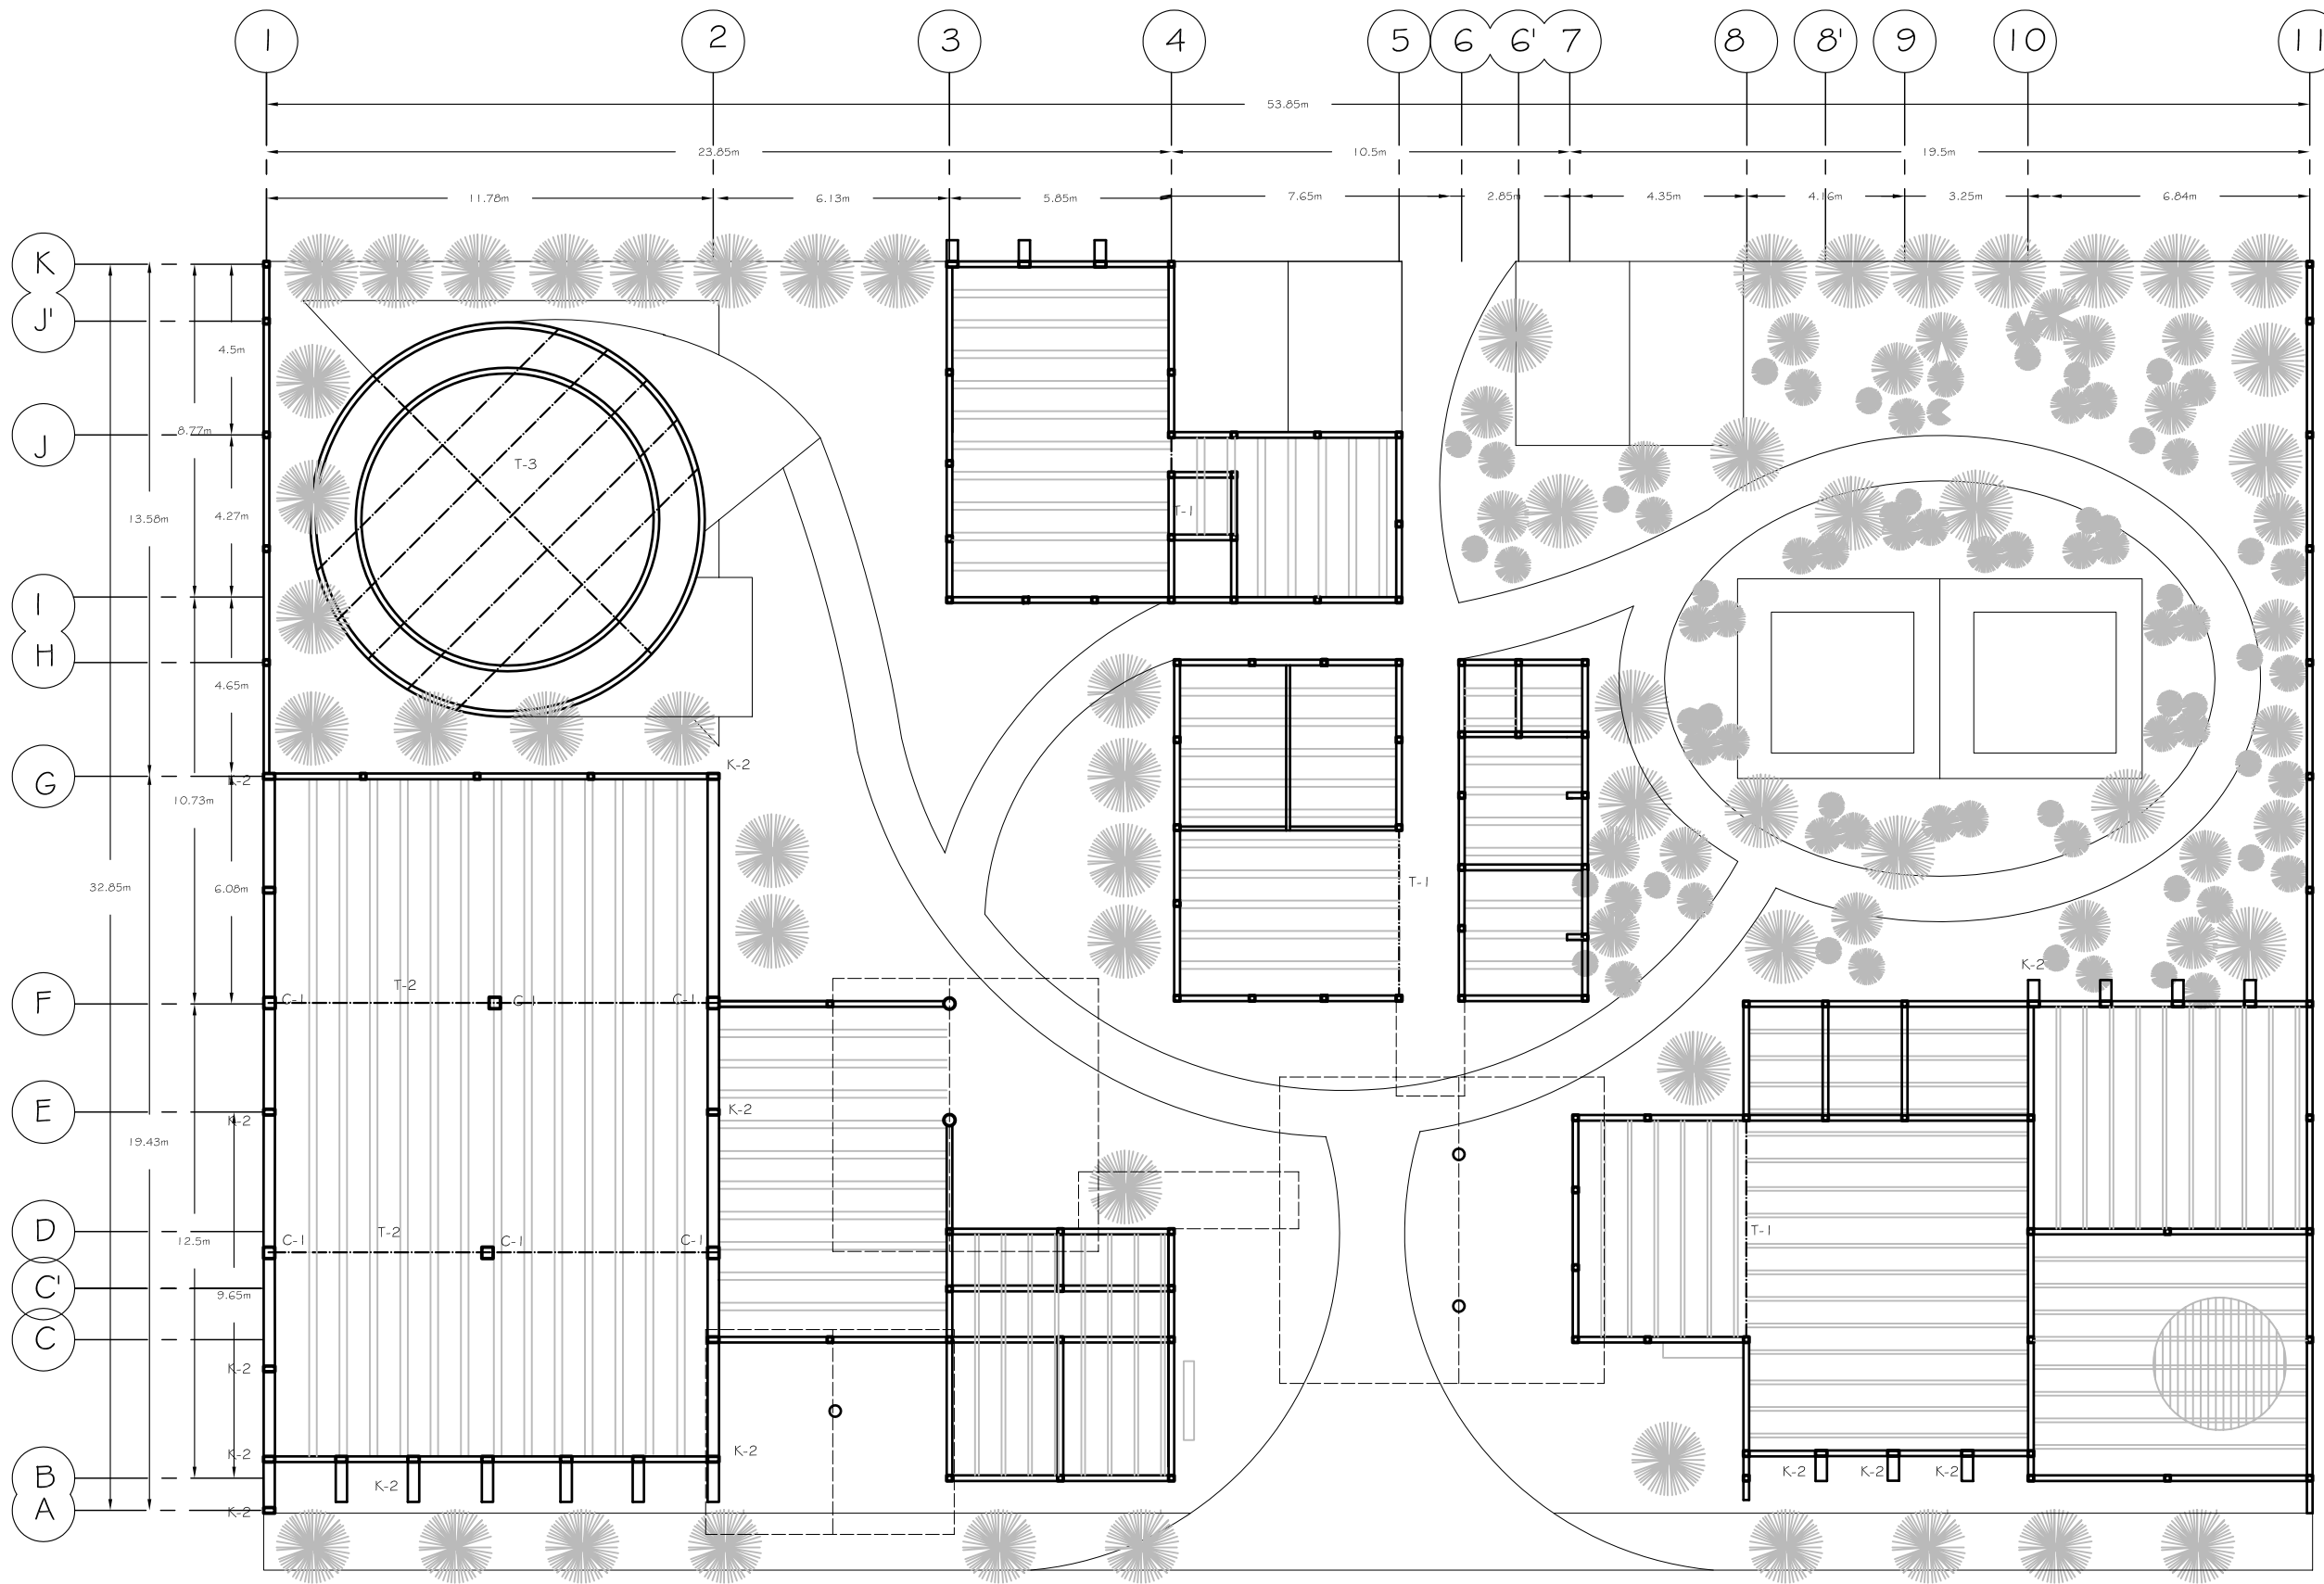 1 2 3 4 5 6 6' 7 8 8' 9 10 11
53.85m
23.85m 10.5m 19.5m
11.78m 6.13m 5.85m 7.65m 2.85m 4.35m 4.16m 3.25m 6.84m
K
J'
4.5m
8.77m
J
T-3
T-1
13.58m 4.27m
I
H
4.65m
K-2
G
K-2
10.73m
32.85m 6.08m
T-1
K-2
T-2
F
C-1 C-1 C-1
E
K-2 K-2
19.43m
D
T-1
T-2
12.5m C-1 C-1 C-1
C'
9.65m
C
K-2
K-2 K-2
B
K-2 K-2 K-2 K-2
A
K-2